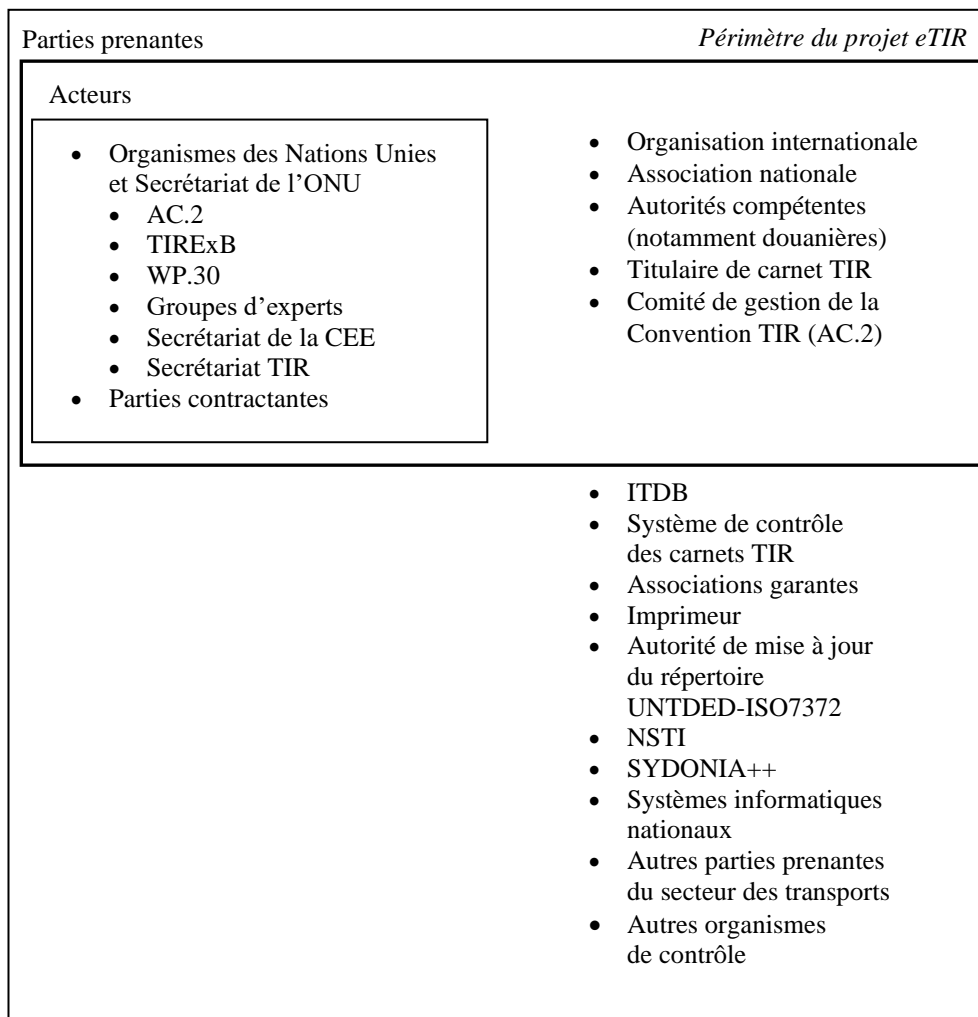 Parties prenantes
Périmètre du projet eTIR
Acteurs
• Organismes des Nations Unies
et Secrétariat de l'ONU
• AC.2
• TIRExB
• WP.30
• Groupes d'experts
• Secrétariat de la CEE
• Secrétariat TIR
• Parties contractantes
• Organisation internationale
• Association nationale
• Autorités compétentes
(notamment douanières)
• Titulaire de carnet TIR
• Comité de gestion de la
Convention TIR (AC.2)
• ITDB
• Système de contrôle
des carnets TIR
• Associations garantes
• Imprimeur
• Autorité de mise à jour
du répertoire
UNTDED-ISO7372
• NSTI
• SYDONIA++
• Systèmes informatiques
nationaux
• Autres parties prenantes
du secteur des transports
• Autres organismes
de contrôle